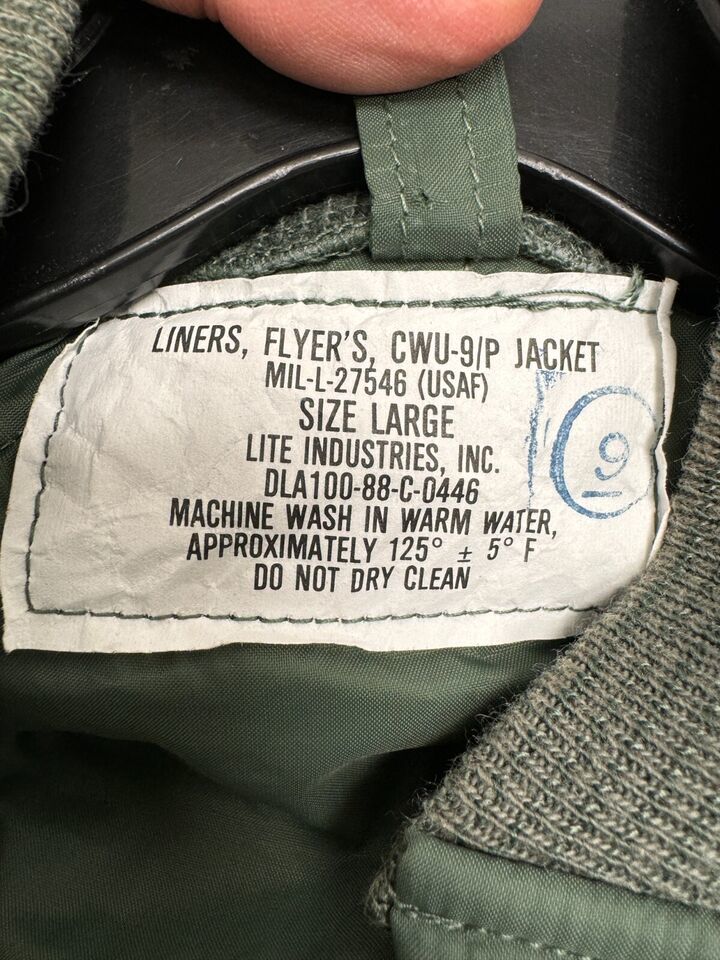 LINERS, FLYER'S, CWU-9/P JACKET
MIL-L-27546 (USAF)
SIZE LARGE
LITE INDUSTRIES, INC.
DLA100-88-C-0446
MACHINE WASH IN WARM WATER,
APPROXIMATELY 125° ± 5° F
DO NOT DRY CLEAN
9